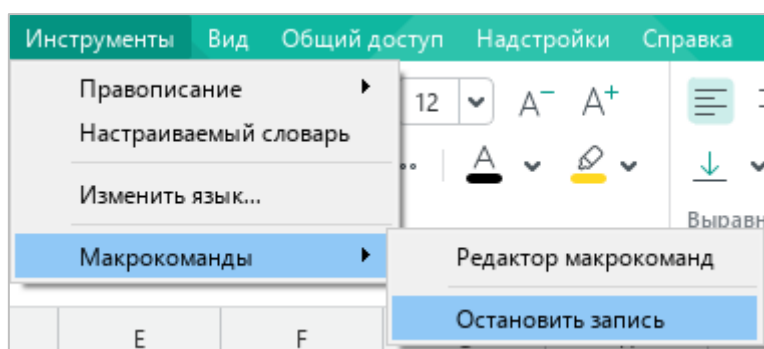 Инструменты Вид Общий доступ Надстройки Справка
Правописание 12 A⁻ A⁺
Настраиваемый словарь
A
Изменить язык...
Макрокоманды Редактор макрокоманд
Остановить запись
E F